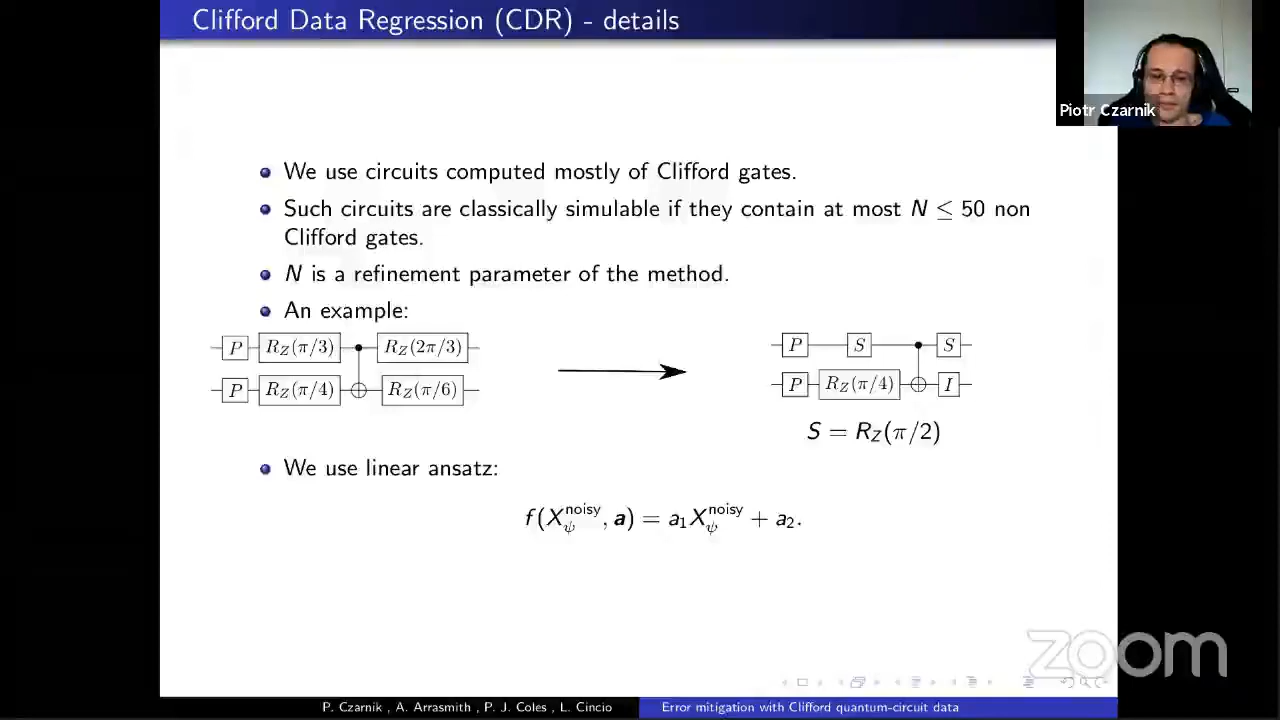 Clifford Data Regression (CDR) - details
Piotr Czarnik
We use circuits computed mostly of Clifford gates.
Such circuits are classically simulable if they contain at most N ≤ 50 non
Clifford gates.
N is a refinement parameter of the method.
An example:
P R_Z(π/3) R_Z(2π/3)
P R_Z(π/4) R_Z(π/6)
P S S
P R_Z(π/4) I
S = R_Z(π/2)
We use linear ansatz:
f(X_ψ^noisy, a) = a_1 X_ψ^noisy + a_2.
zoom
P. Czarnik , A. Arrasmith , P. J. Coles , L. Cincio
Error mitigation with Clifford quantum-circuit data